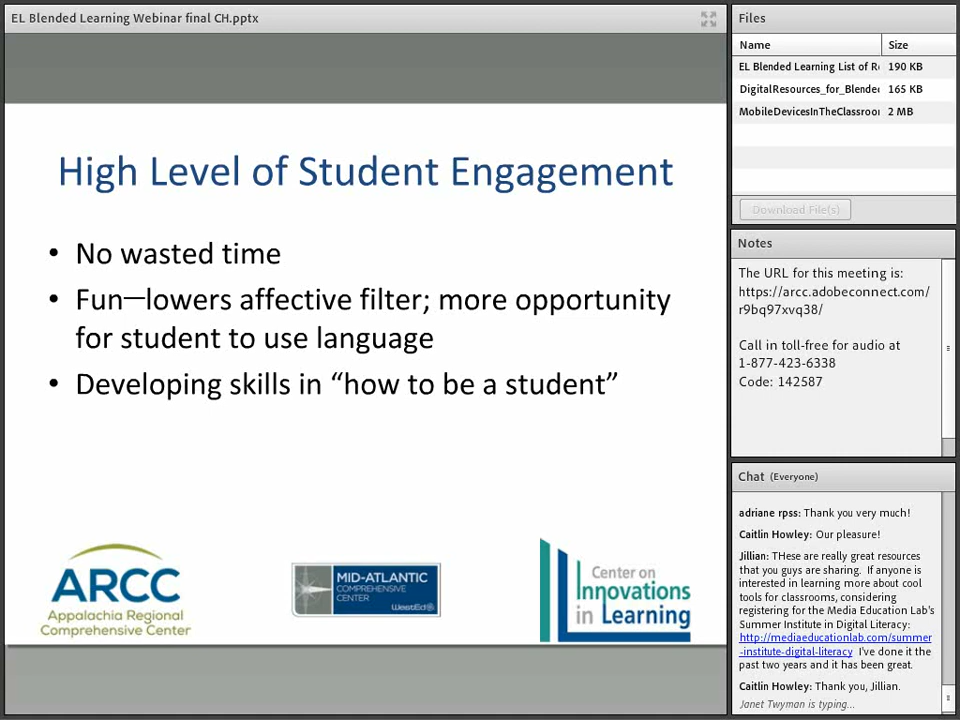 EL Blended Learning Webinar final CH.pptx
High Level of Student Engagement
• No wasted time
• Fun—lowers affective filter; more opportunity
for student to use language
• Developing skills in “how to be a student”
ARCC
Appalachia Regional
Comprehensive Center
MID-ATLANTIC
COMPREHENSIVE
CENTER
WestEd
Center on
Innovations
in Learning
Files
Name Size
EL Blended Learning List of 190 KB
DigitalResources_for_Blended 165 KB
MobileDevicesInTheClassroo 2 MB
Download File(s)
Notes
The URL for this meeting is:
https://arcc.adobeconnect.com/
r9bq97xvq38/
Call in toll-free for audio at
1-877-423-6338
Code: 142587
Chat (Everyone)
adriane rpss: Thank you very much!
Caitlin Howley: Our pleasure!
Jillian: THese are really great resources
that you guys are sharing. If anyone is
interested in learning more about cool
tools for classrooms, considering
registering for the Media Education Lab's
Summer Institute in Digital Literacy:
http://mediaeducationlab.com/summer
-institute-digital-literacy I've done it the
past two years and it has been great.
Caitlin Howley: Thank you, Jillian.
Janet Twyman is typing...